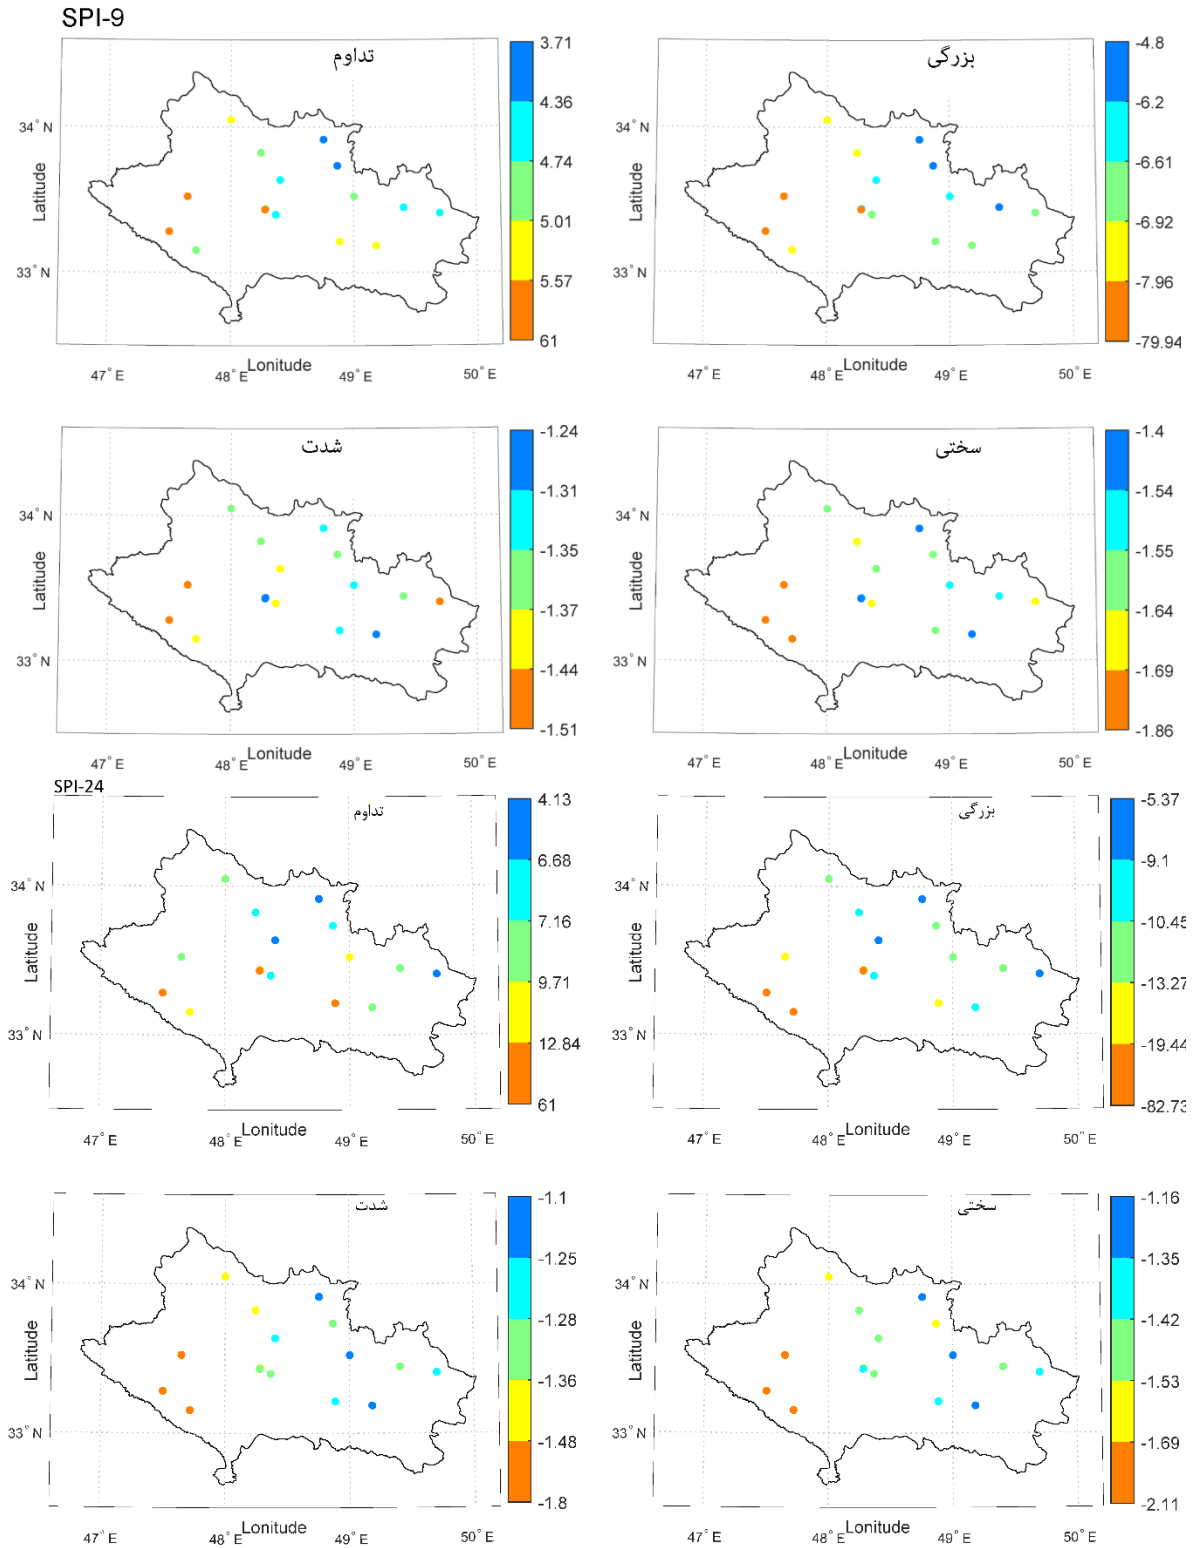 SPI-9
تداوم
34° N
33° N
Latitude
47° E
48° E
Lonitude
49° E
50° E
3.71
4.36
4.74
5.01
5.57
61
بزرگی
34° N
33° N
Latitude
47° E
48° E
Lonitude
49° E
50° E
-4.8
-6.2
-6.61
-6.92
-7.96
-79.94
شدت
34° N
33° N
Latitude
47° E
48° E
Lonitude
49° E
50° E
-1.24
-1.31
-1.35
-1.37
-1.44
-1.51
سختی
34° N
33° N
Latitude
47° E
48° E
Lonitude
49° E
50° E
-1.4
-1.54
-1.55
-1.64
-1.69
-1.86
SPI-24
تداوم
34° N
33° N
Latitude
47° E
48° E
Lonitude
49° E
50° E
4.13
6.68
7.16
9.71
12.84
61
بزرگی
34° N
33° N
Latitude
47° E
48° E
Lonitude
49° E
50° E
-5.37
-9.1
-10.45
-13.27
-19.44
-82.73
شدت
34° N
33° N
Latitude
47° E
48° E
Lonitude
49° E
50° E
-1.1
-1.25
-1.28
-1.36
-1.48
-1.8
سختی
34° N
33° N
Latitude
47° E
48° E
Lonitude
49° E
50° E
-1.16
-1.35
-1.42
-1.53
-1.69
-2.11